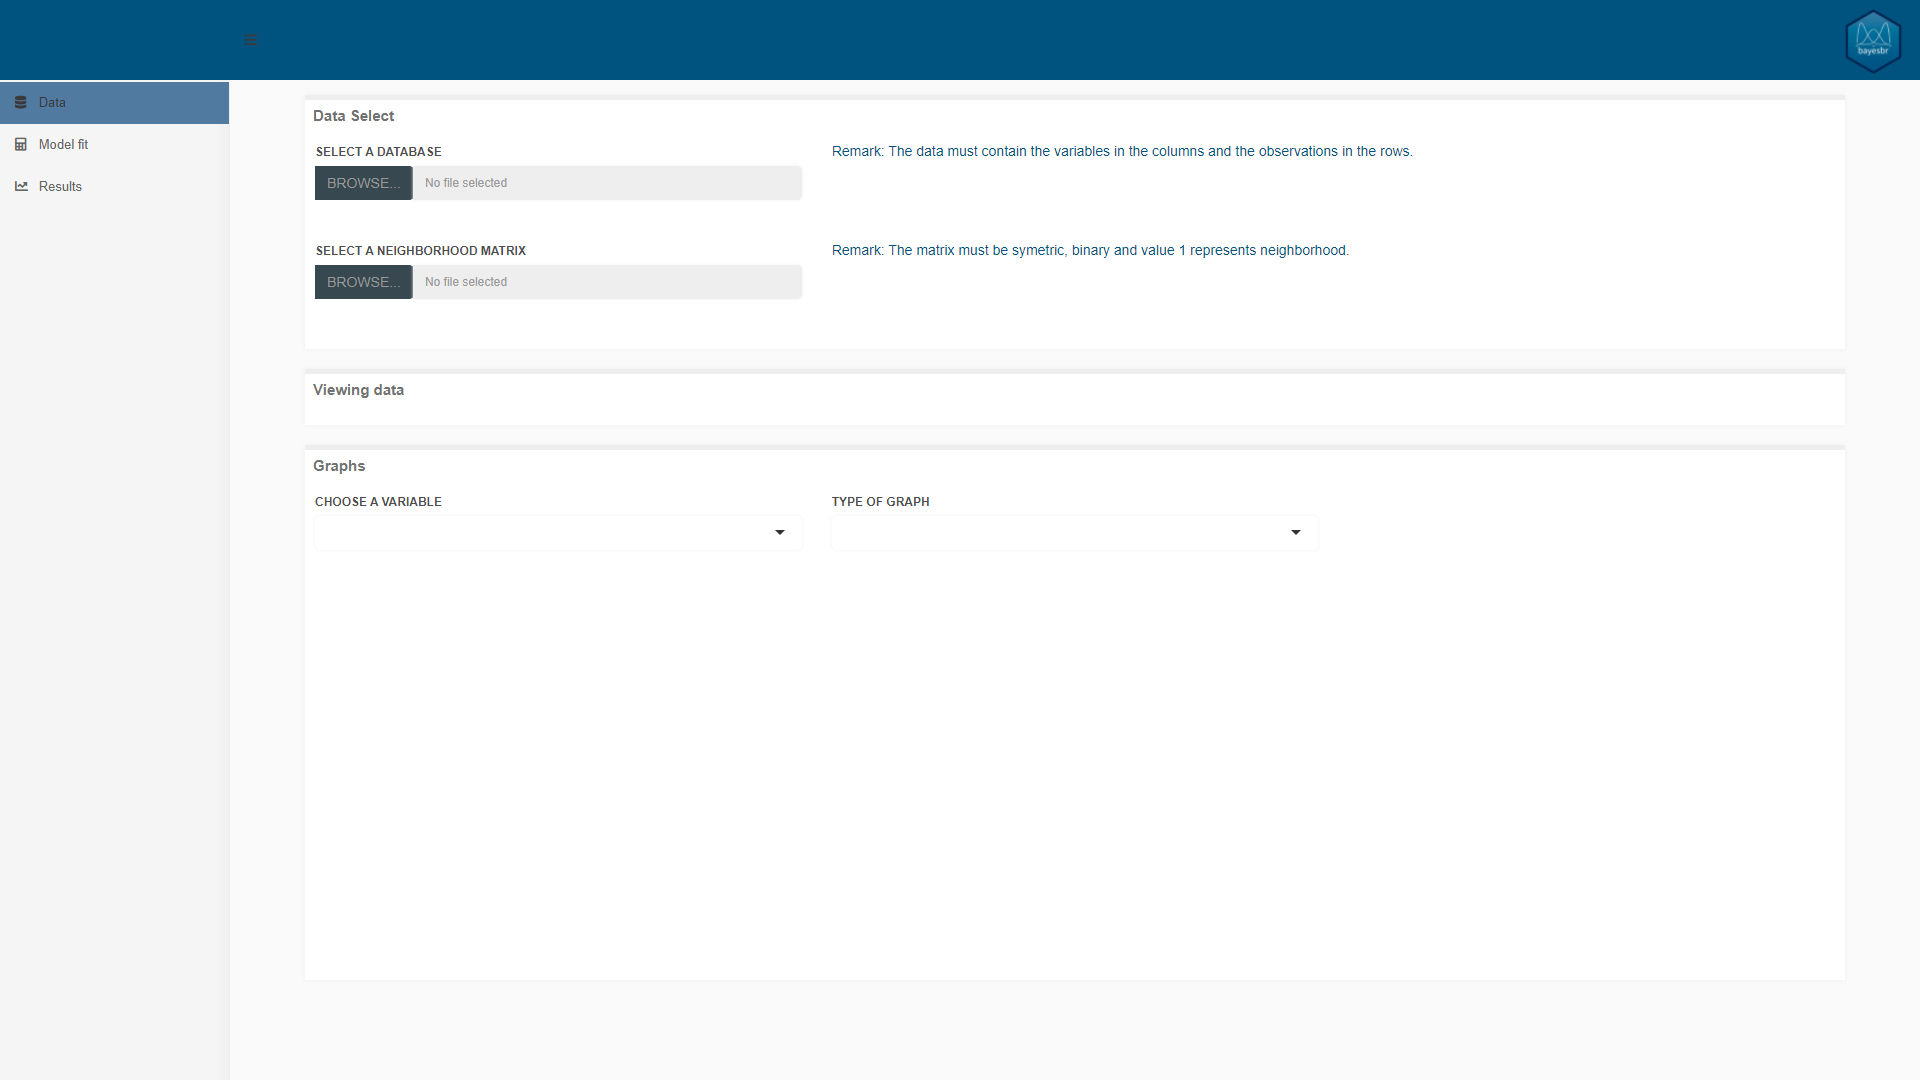 bayesbr
Data
Model fit
Results
Data Select
SELECT A DATABASE
Remark: The data must contain the variables in the columns and the observations in the rows.
BROWSE...
No file selected
SELECT A NEIGHBORHOOD MATRIX
Remark: The matrix must be symetric, binary and value 1 represents neighborhood.
BROWSE...
No file selected
Viewing data
Graphs
CHOOSE A VARIABLE
TYPE OF GRAPH